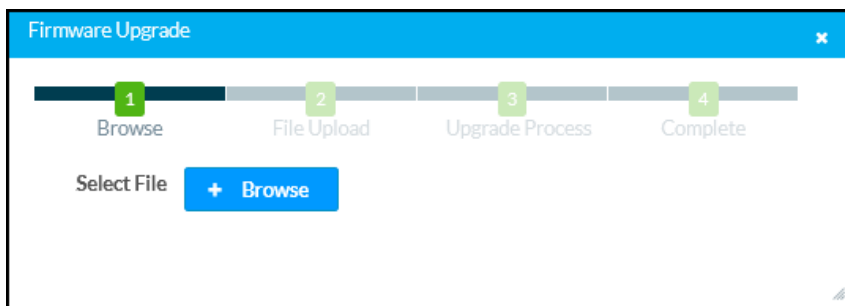 Firmware Upgrade
1 2 3 4
Browse File Upload Upgrade Process Complete
Select File + Browse